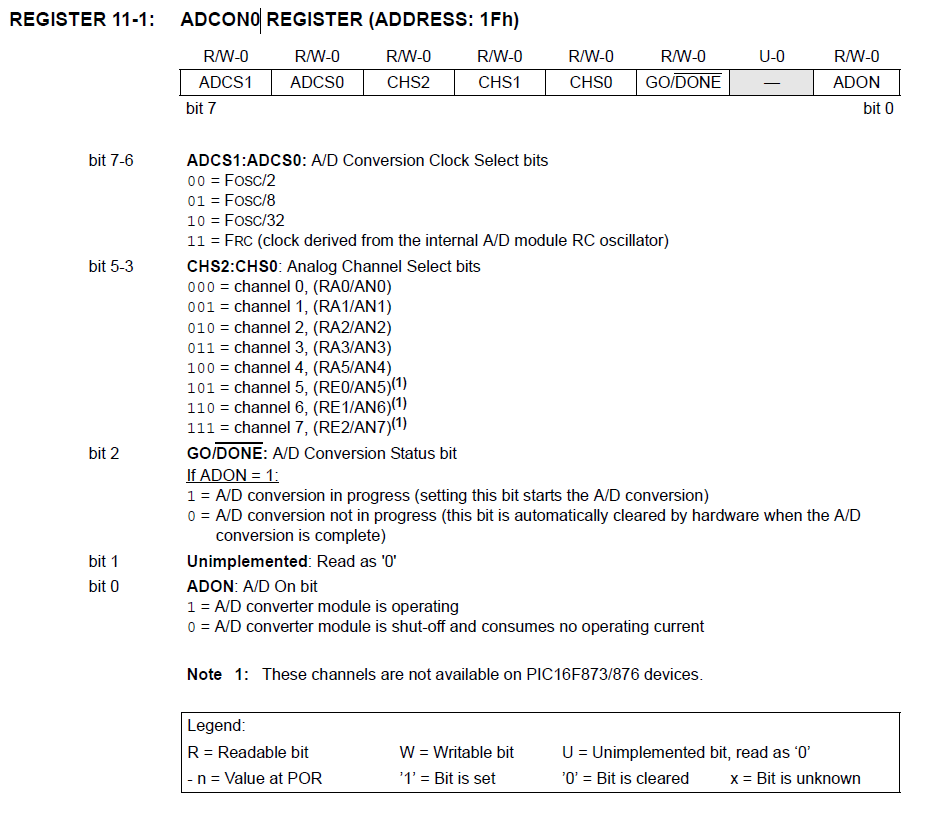 REGISTER 11-1: ADCON0 REGISTER (ADDRESS: 1Fh)
R/W-0 R/W-0 R/W-0 R/W-0 R/W-0 R/W-0 U-0 R/W-0
ADCS1 ADCS0 CHS2 CHS1 CHS0 GO/DONE — ADON
bit 7 bit 0
bit 7-6 ADCS1:ADCS0: A/D Conversion Clock Select bits
00 = FOSC/2
01 = FOSC/8
10 = FOSC/32
11 = FRC (clock derived from the internal A/D module RC oscillator)
bit 5-3 CHS2:CHS0: Analog Channel Select bits
000 = channel 0, (RA0/AN0)
001 = channel 1, (RA1/AN1)
010 = channel 2, (RA2/AN2)
011 = channel 3, (RA3/AN3)
100 = channel 4, (RA5/AN4)
101 = channel 5, (RE0/AN5)(1)
110 = channel 6, (RE1/AN6)(1)
111 = channel 7, (RE2/AN7)(1)
bit 2 GO/DONE: A/D Conversion Status bit
If ADON = 1:
1 = A/D conversion in progress (setting this bit starts the A/D conversion)
0 = A/D conversion not in progress (this bit is automatically cleared by hardware when the A/D
conversion is complete)
bit 1 Unimplemented: Read as '0'
bit 0 ADON: A/D On bit
1 = A/D converter module is operating
0 = A/D converter module is shut-off and consumes no operating current
Note 1: These channels are not available on PIC16F873/876 devices.
Legend:
R = Readable bit W = Writable bit U = Unimplemented bit, read as ‘0’
- n = Value at POR ’1’ = Bit is set ’0’ = Bit is cleared x = Bit is unknown